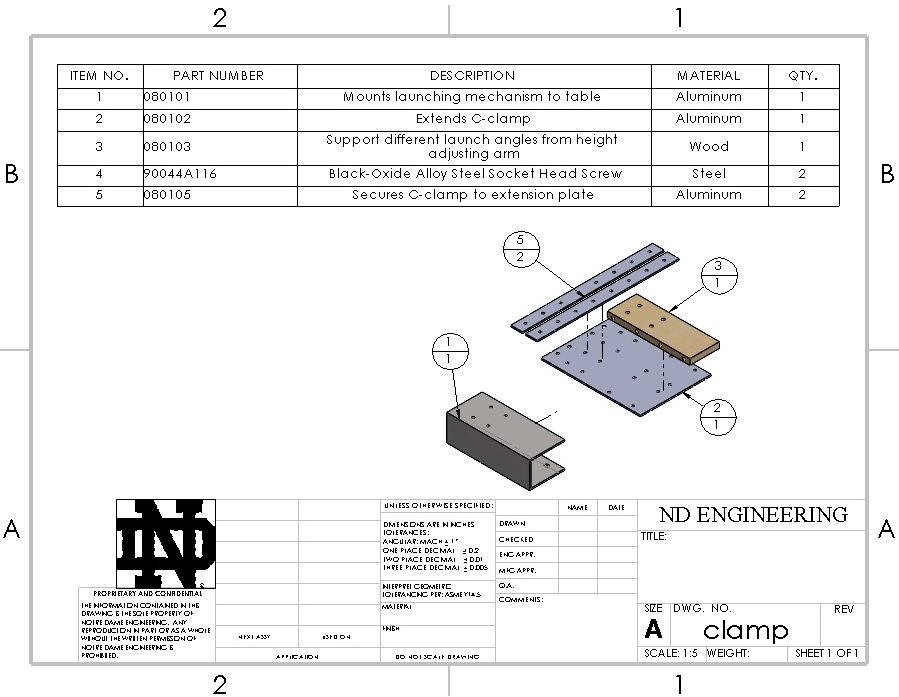 2 1
ITEM NO. PART NUMBER DESCRIPTION MATERIAL QTY.
1 080101 Mounts launching mechanism to table Aluminum 1
2 080102 Extends C-clamp Aluminum 1
3 080103 Support different launch angles from height
adjusting arm Wood 1
4 90044A116 Black-Oxide Alloy Steel Socket Head Screw Steel 2
5 080105 Secures C-clamp to extension plate Aluminum 2
B B
5
2
3
1
1
1
2
1
A A
ND
PROPRIETARY AND CONFIDENTIAL
THE INFORMATION CONTAINED IN THIS
DRAWING IS THE SOLE PROPERTY OF
NOTRE DAME ENGINEERING. ANY
REPRODUCTION IN PART OR AS A WHOLE
WITHOUT THE WRITTEN PERMISSION OF
NOTRE DAME ENGINEERING IS
PROHIBITED.
NEXT ASSY USED ON
APPLICATION
UNLESS OTHERWISE SPECIFIED:
DIMENSIONS ARE IN INCHES
TOLERANCES:
ANGULAR: MACH ± 1°
ONE PLACE DECIMAL ± 0.2
TWO PLACE DECIMAL ± 0.01
THREE PLACE DECIMAL ± 0.005
INTERPRET GEOMETRIC
TOLERANCING PER: ASME Y14.5
MATERIAL
FINISH
DO NOT SCALE DRAWING
NAME DATE
DRAWN
CHECKED
ENG APPR.
MFG APPR.
Q.A.
COMMENTS:
ND ENGINEERING
TITLE:
SIZE DWG. NO. REV
A clamp
SCALE: 1:5 WEIGHT: SHEET 1 OF 1
2 1